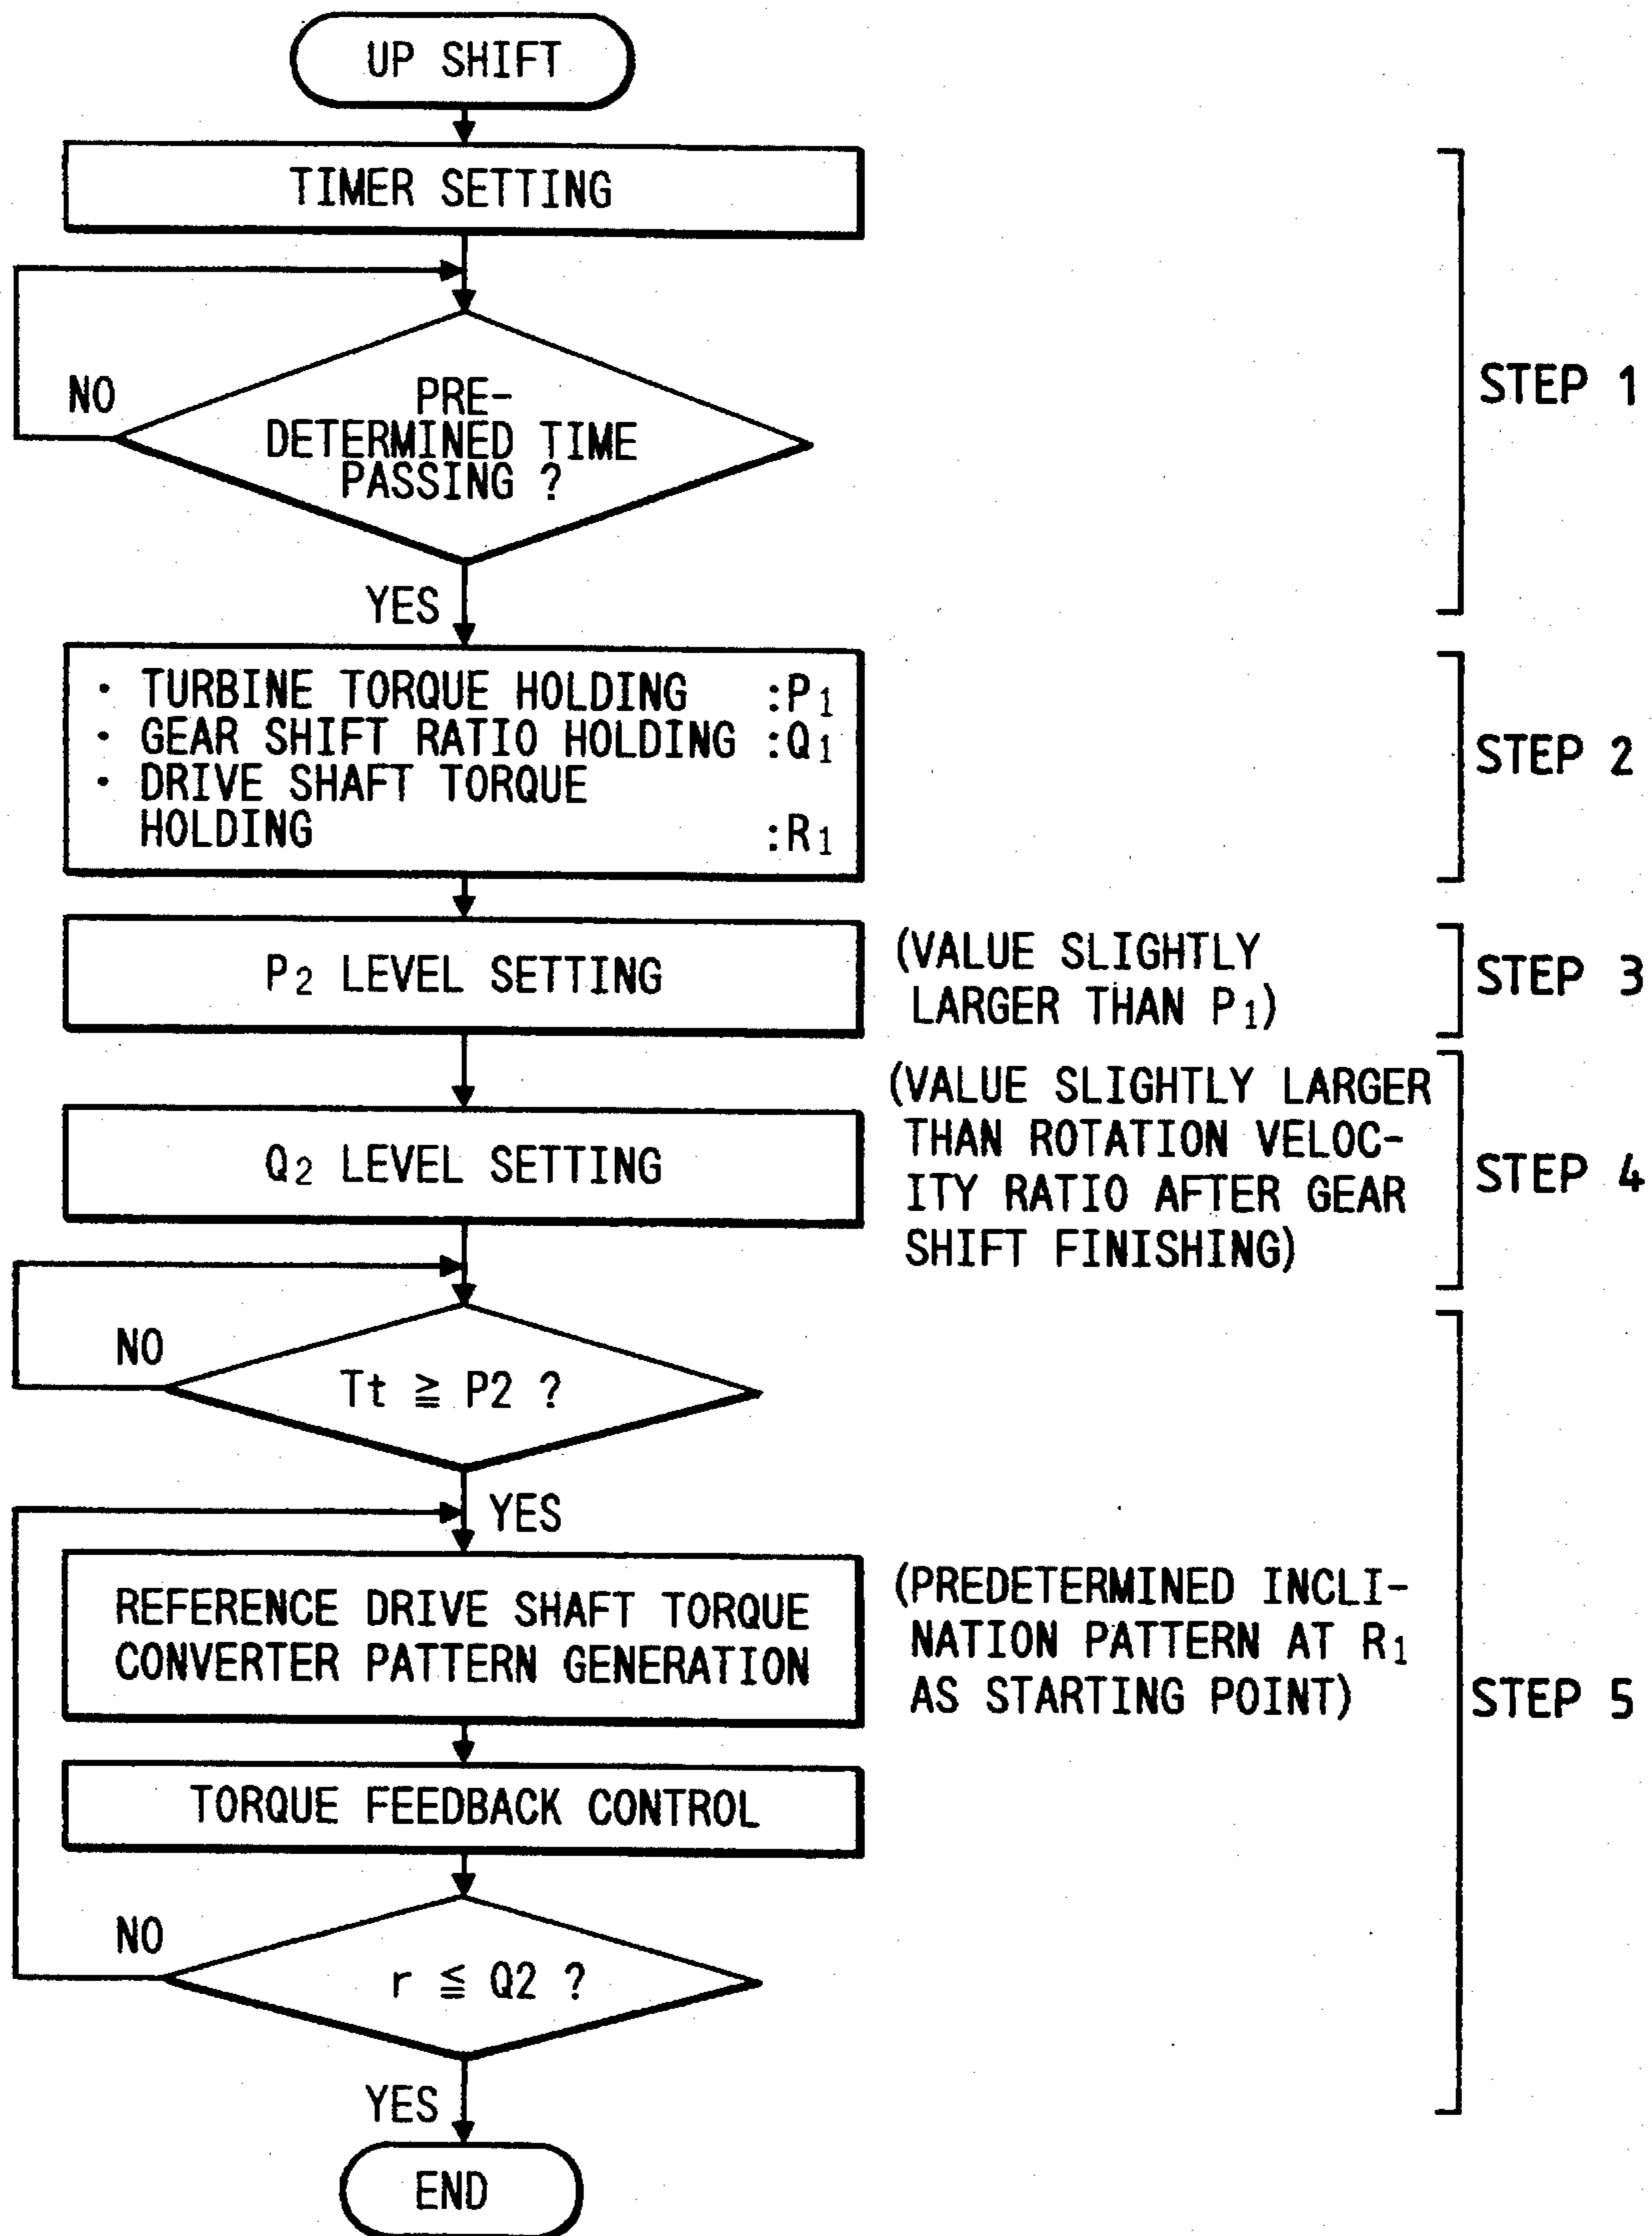 UP SHIFT
TIMER SETTING
NO
PRE-
DETERMINED TIME
PASSING ?
STEP 1
YES
· TURBINE TORQUE HOLDING :P1
· GEAR SHIFT RATIO HOLDING :Q1
· DRIVE SHAFT TORQUE
HOLDING :R1
STEP 2
P2 LEVEL SETTING
(VALUE SLIGHTLY
LARGER THAN P1)
STEP 3
Q2 LEVEL SETTING
(VALUE SLIGHTLY LARGER
THAN ROTATION VELOC-
ITY RATIO AFTER GEAR
SHIFT FINISHING)
STEP 4
NO
Tt ≧ P2 ?
YES
REFERENCE DRIVE SHAFT TORQUE
CONVERTER PATTERN GENERATION
(PREDETERMINED INCLI-
NATION PATTERN AT R1
AS STARTING POINT)
STEP 5
TORQUE FEEDBACK CONTROL
NO
r ≦ Q2 ?
YES
END